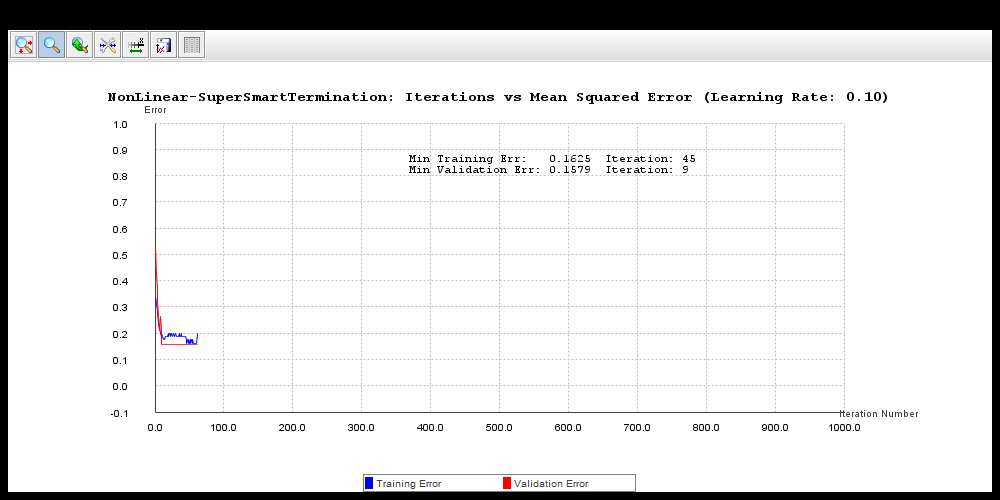 NonLinear-SuperSmartTermination: Iterations vs Mean Squared Error (Learning Rate: 0.10)
Error
1.0
0.9
Min Training Err: 0.1625 Iteration: 45
Min Validation Err: 0.1579 Iteration: 9
0.8
0.7
0.6
0.5
0.4
0.3
0.2
0.1
0.0
-0.1
Iteration Number
0.0 100.0 200.0 300.0 400.0 500.0 600.0 700.0 800.0 900.0 1000.0
Training Error Validation Error